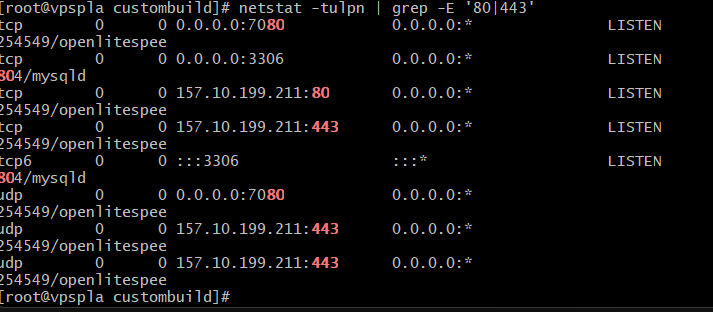 [root@vpspla custombuild]# netstat -tulpn | grep -E '80|443'
tcp 0 0 0.0.0.0:7080 0.0.0.0:* LISTEN
254549/openlitespee
tcp 0 0 0.0.0.0:3306 0.0.0.0:* LISTEN
804/mysqld
tcp 0 0 157.10.199.211:80 0.0.0.0:* LISTEN
254549/openlitespee
tcp 0 0 157.10.199.211:443 0.0.0.0:* LISTEN
254549/openlitespee
tcp6 0 0 :::3306 :::* LISTEN
804/mysqld
udp 0 0 0.0.0.0:7080 0.0.0.0:*
254549/openlitespee
udp 0 0 157.10.199.211:443 0.0.0.0:*
254549/openlitespee
udp 0 0 157.10.199.211:443 0.0.0.0:*
254549/openlitespee
[root@vpspla custombuild]#